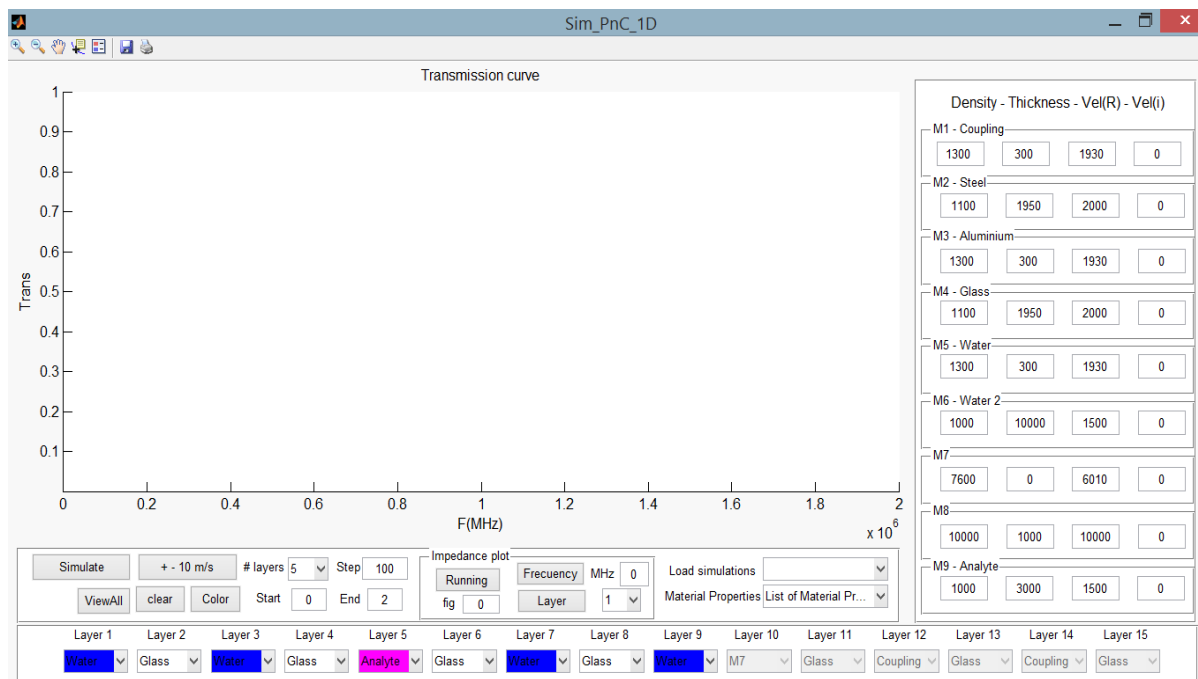 Sim_PnC_1D
Transmission curve
1
0.9
0.8
0.7
0.6
0.5
0.4
0.3
0.2
0.1
Trans
0 0.2 0.4 0.6 0.8 1 1.2 1.4 1.6 1.8 2
F(MHz)
x 10^6
Density - Thickness - Vel(R) - Vel(i)
M1 - Coupling
1300 300 1930 0
M2 - Steel
1100 1950 2000 0
M3 - Aluminium
1300 300 1930 0
M4 - Glass
1100 1950 2000 0
M5 - Water
1300 300 1930 0
M6 - Water 2
1000 10000 1500 0
M7
7600 0 6010 0
M8
10000 1000 10000 0
M9 - Analyte
1000 3000 1500 0
Simulate + - 10 m/s # layers 5 Step 100
ViewAll clear Color Start 0 End 2
Impedance plot
Running Frecuency MHz 0
fig 0 Layer 1
Load simulations
Material Properties List of Material Pr...
Layer 1 Layer 2 Layer 3 Layer 4 Layer 5 Layer 6 Layer 7 Layer 8 Layer 9 Layer 10 Layer 11 Layer 12 Layer 13 Layer 14 Layer 15
Water Glass Water Glass Analyte Glass Water Glass Water M7 Glass Coupling Glass Coupling Glass